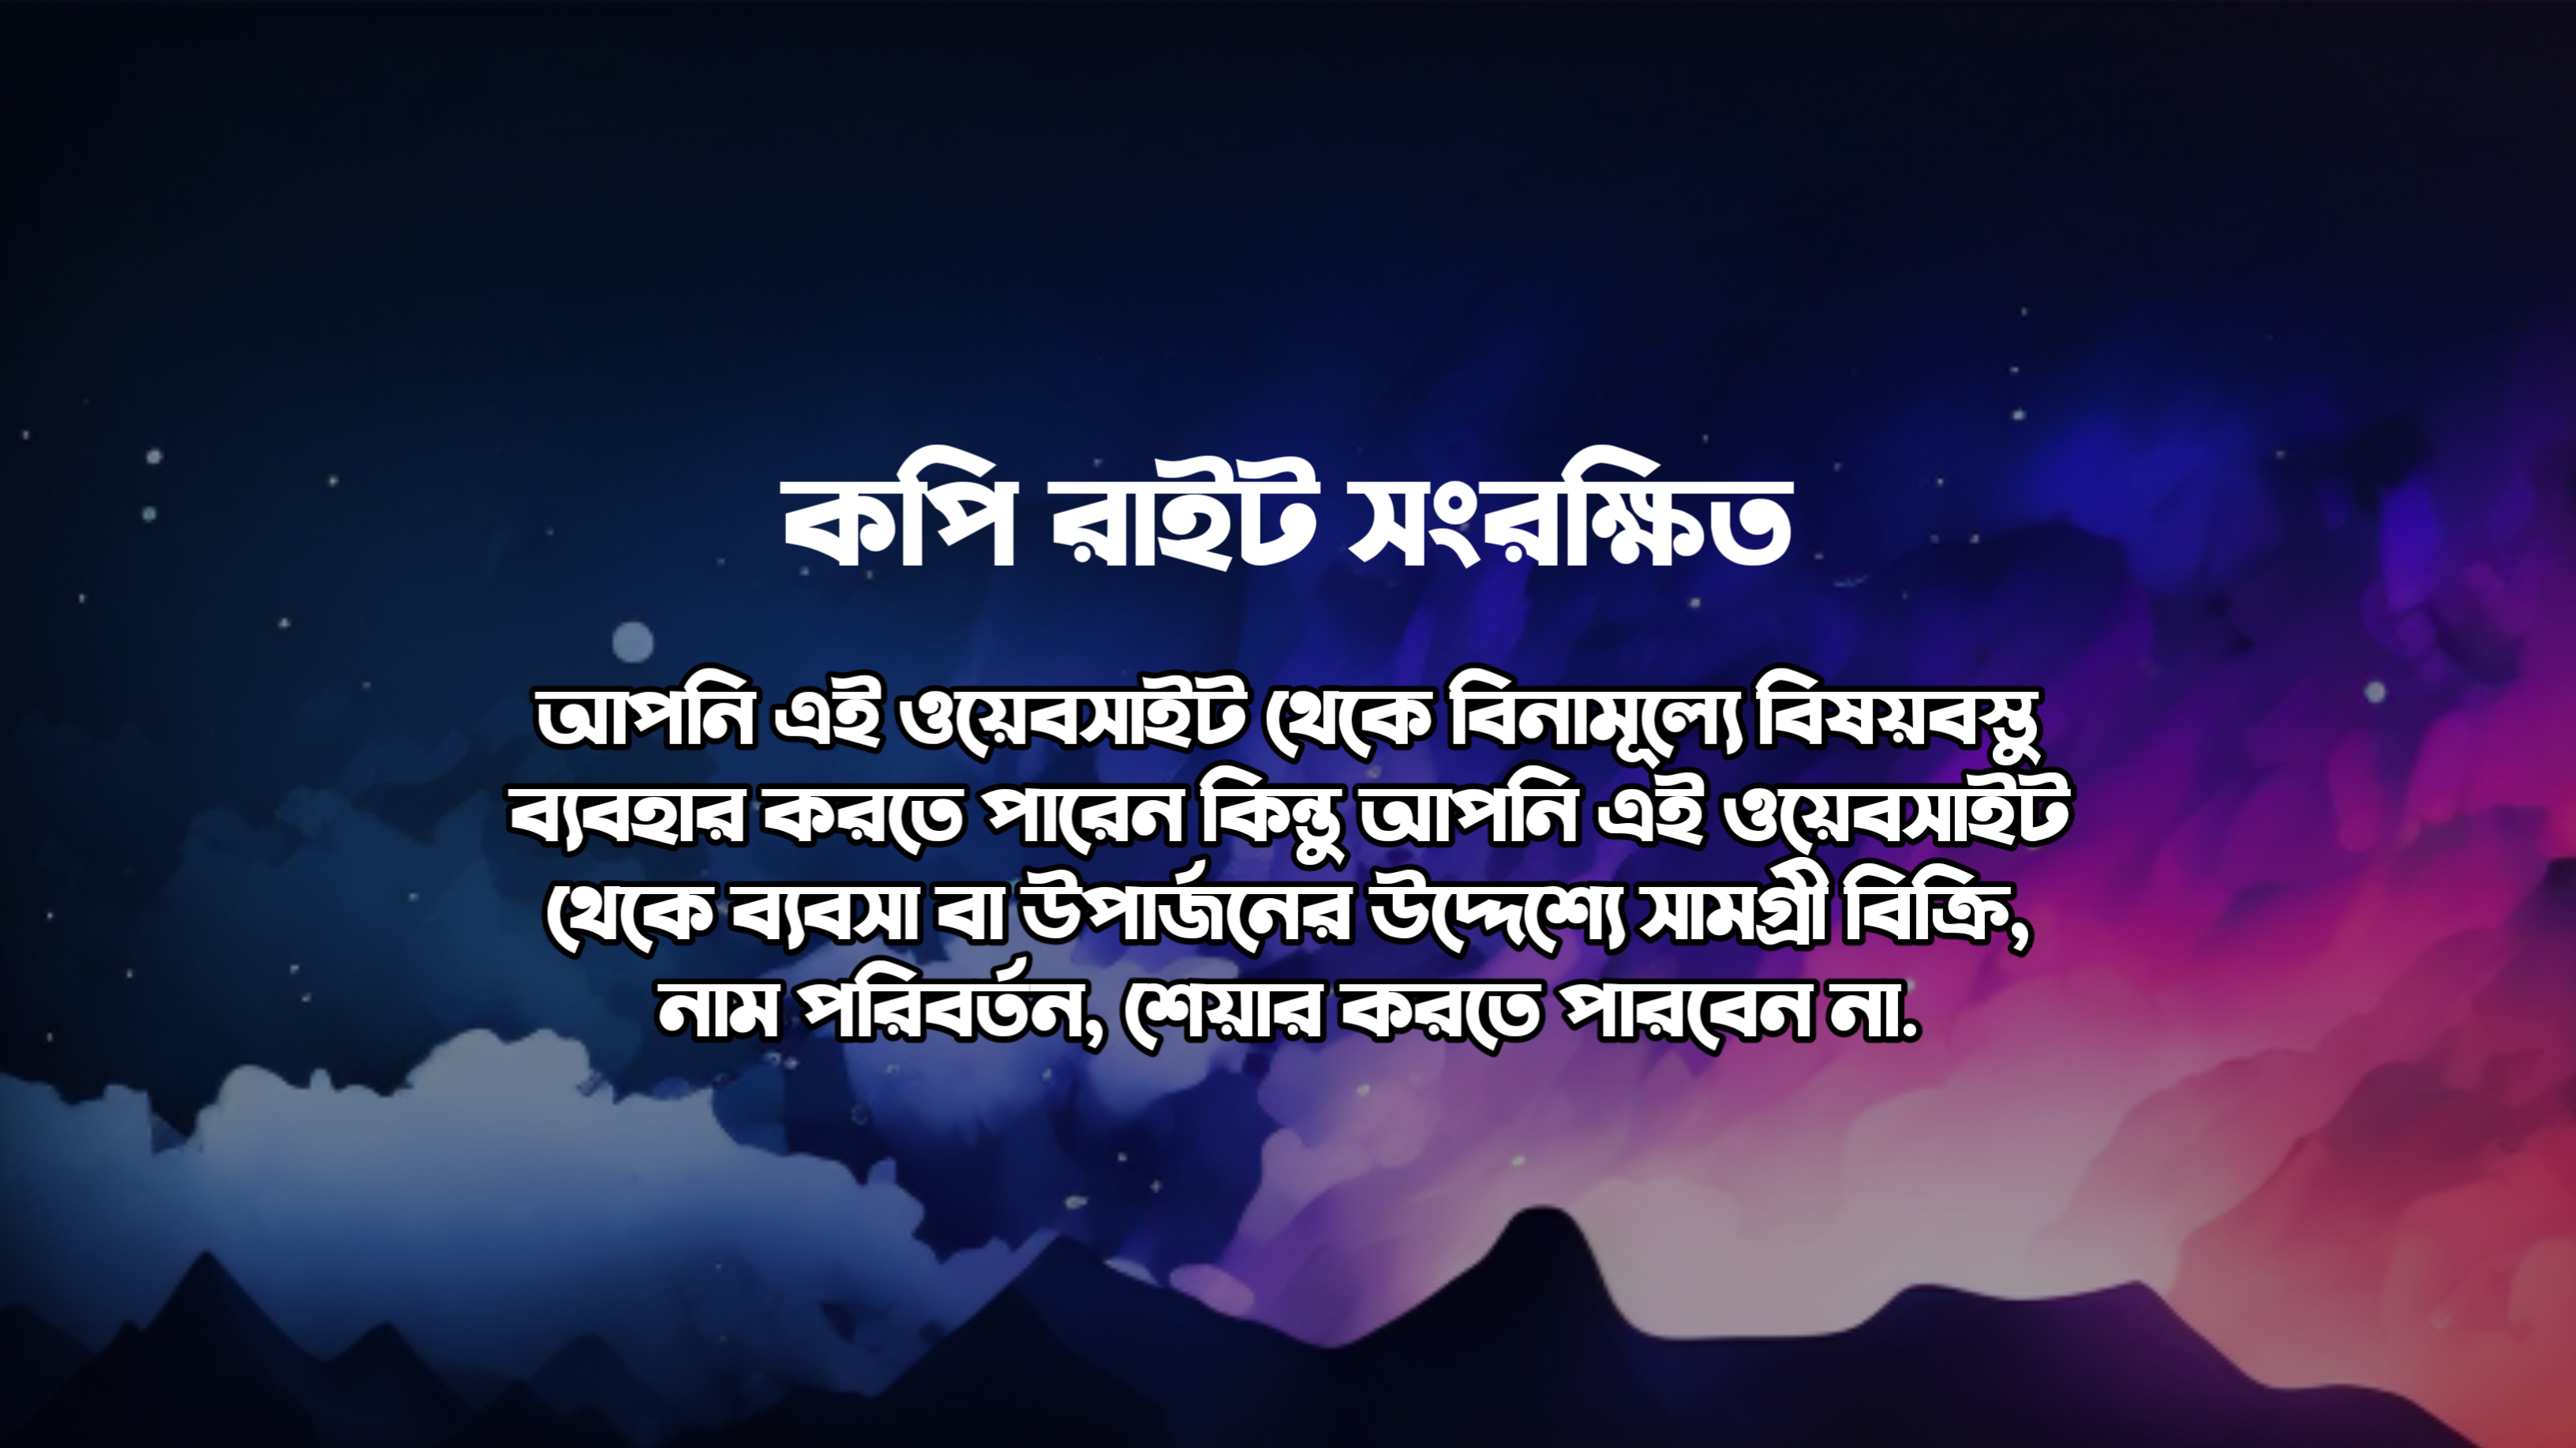 কপি রাইট সংরক্ষিত
আপনি এই ওয়েবসাইট থেকে বিনামূল্যে বিষয়বস্তু
ব্যবহার করতে পারেন কিন্তু আপনি এই ওয়েবসাইট
থেকে ব্যবসা বা উপার্জনের উদ্দেশ্যে সামগ্রী বিক্রি,
নাম পরিবর্তন, শেয়ার করতে পারবেন না.